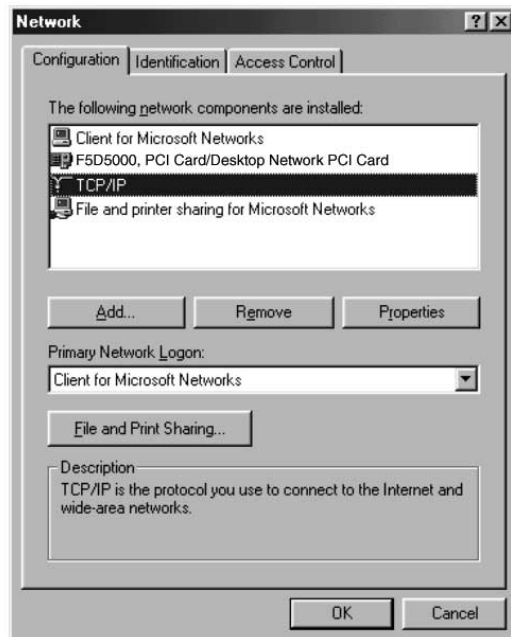 Network
Configuration Identification Access Control
The following network components are installed:
Client for Microsoft Networks
F5D5000, PCI Card/Desktop Network PCI Card
TCP/IP
File and printer sharing for Microsoft Networks
Add... Remove Properties
Primary Network Logon:
Client for Microsoft Networks
File and Print Sharing...
Description
TCP/IP is the protocol you use to connect to the Internet and
wide-area networks.
OK Cancel